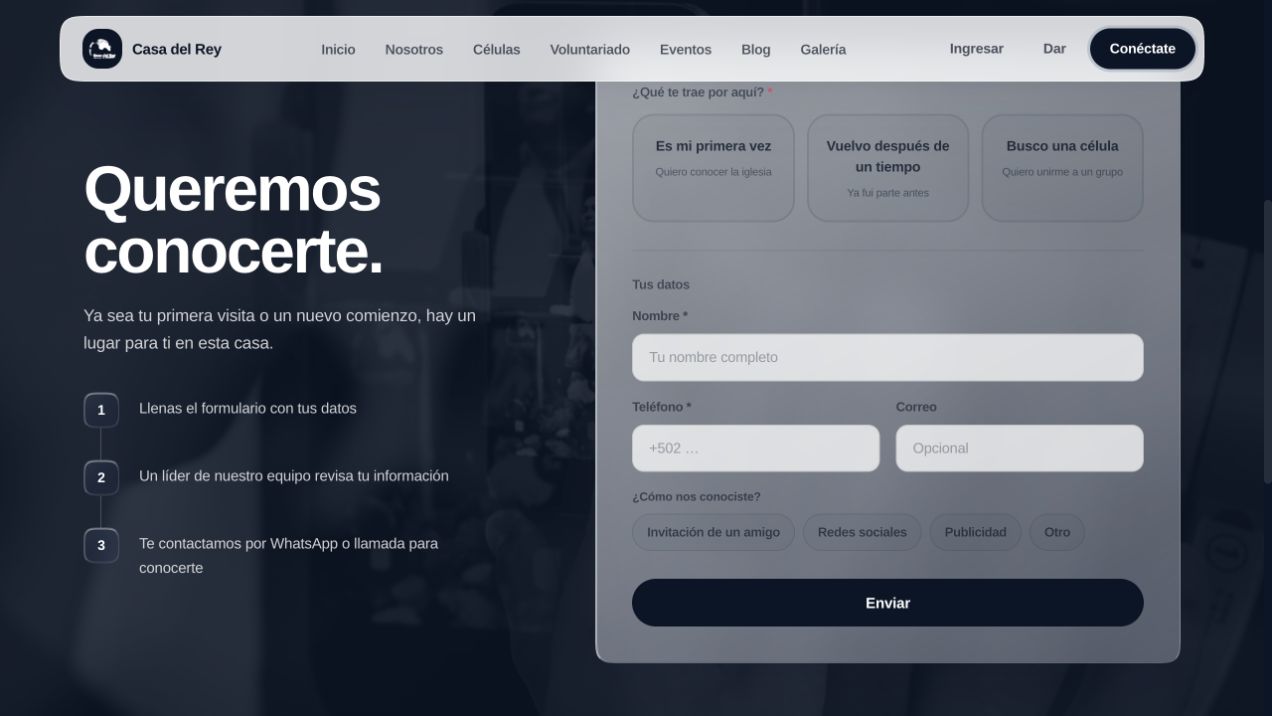 Casa del Rey
Inicio
Nosotros
Células
Voluntariado
Eventos
Blog
Galería
Ingresar
Dar
Conéctate
Queremos
conocerte.
Ya sea tu primera visita o un nuevo comienzo, hay un
lugar para ti en esta casa.
1
Llenas el formulario con tus datos
2
Un líder de nuestro equipo revisa tu información
3
Te contactamos por WhatsApp o llamada para
conocerte
¿Qué te trae por aquí? *
Es mi primera vez
Quiero conocer la iglesia
Vuelvo después de
un tiempo
Ya fui parte antes
Busco una célula
Quiero unirme a un grupo
Tus datos
Nombre *
Tu nombre completo
Teléfono *
+502 …
Correo
Opcional
¿Cómo nos conociste?
Invitación de un amigo
Redes sociales
Publicidad
Otro
Enviar